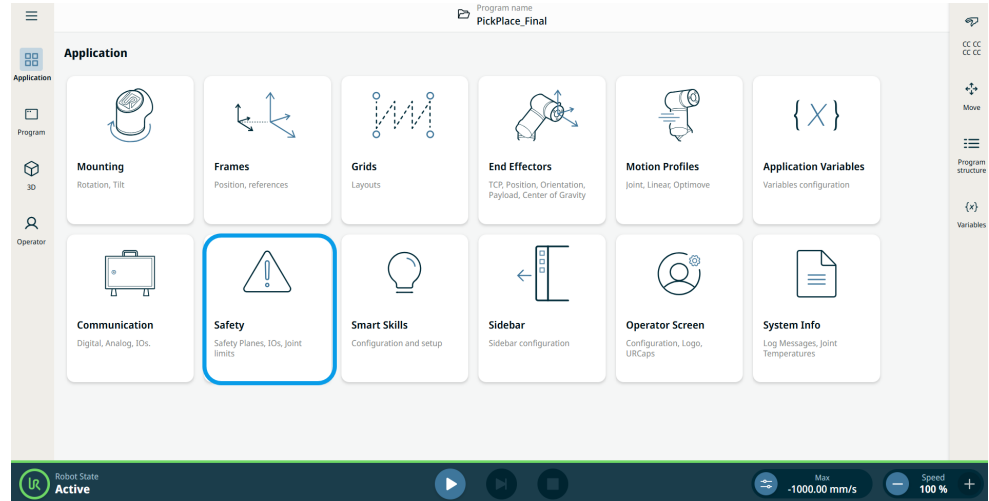 Program name
PickPlace_Final
Application
Application
Program
3D
Operator
Mounting
Rotation, Tilt
Frames
Position, references
Grids
Layouts
End Effectors
TCP, Position, Orientation,
Payload, Center of Gravity
Motion Profiles
Joint, Linear, Optimove
{X}
Application Variables
Variables configuration
Communication
Digital, Analog, IOs.
Safety
Safety Planes, IOs, Joint
limits
Smart Skills
Configuration and setup
Sidebar
Sidebar configuration
Operator Screen
Configuration, Logo,
URCaps
System Info
Log Messages, Joint
Temperatures
CC CC
CC CC
Move
Program
structure
{x}
Variables
UR
Robot State
Active
Max
-1000.00 mm/s
Speed
100 %